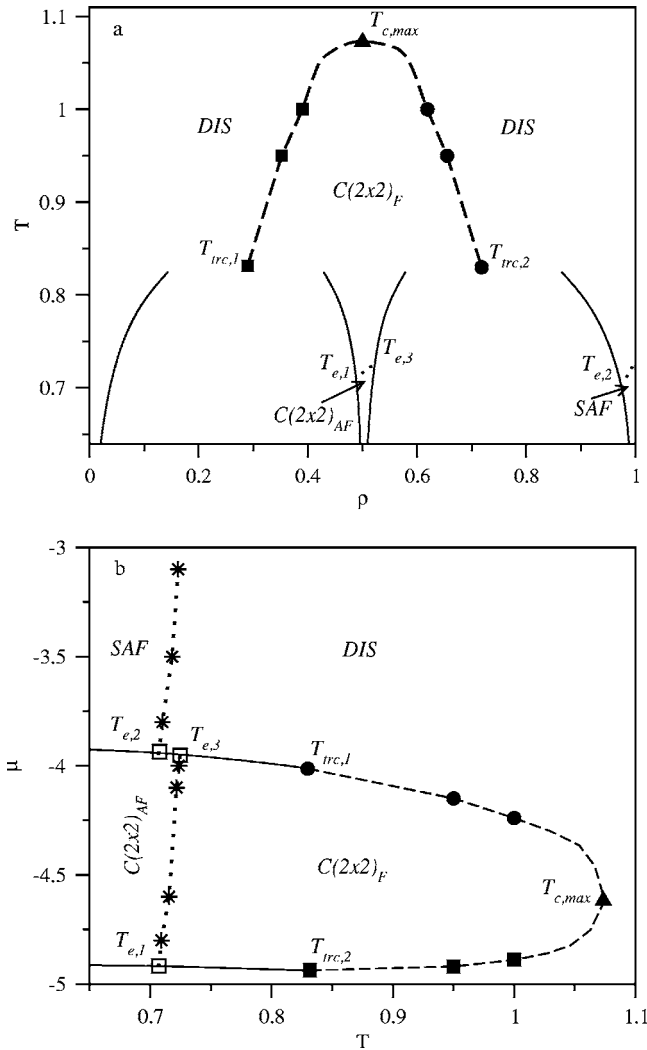 a
1.1
T_{c,max}
1
DIS
DIS
0.9
C(2x2)_F
T
T_{trc,1}
T_{trc,2}
0.8
T_{e,1}
T_{e,3}
T_{e,2}
0.7
C(2x2)_{AF}
SAF
0 0.2 0.4 0.6 0.8 1
ρ
-3
b
SAF
DIS
-3.5
T_{e,2}
T_{e,3}
T_{trc,1}
μ
-4
C(2x2)_{AF}
C(2x2)_F
-4.5
T_{c,max}
T_{e,1}
T_{trc,2}
-5
0.7 0.8 0.9 1 1.1
T